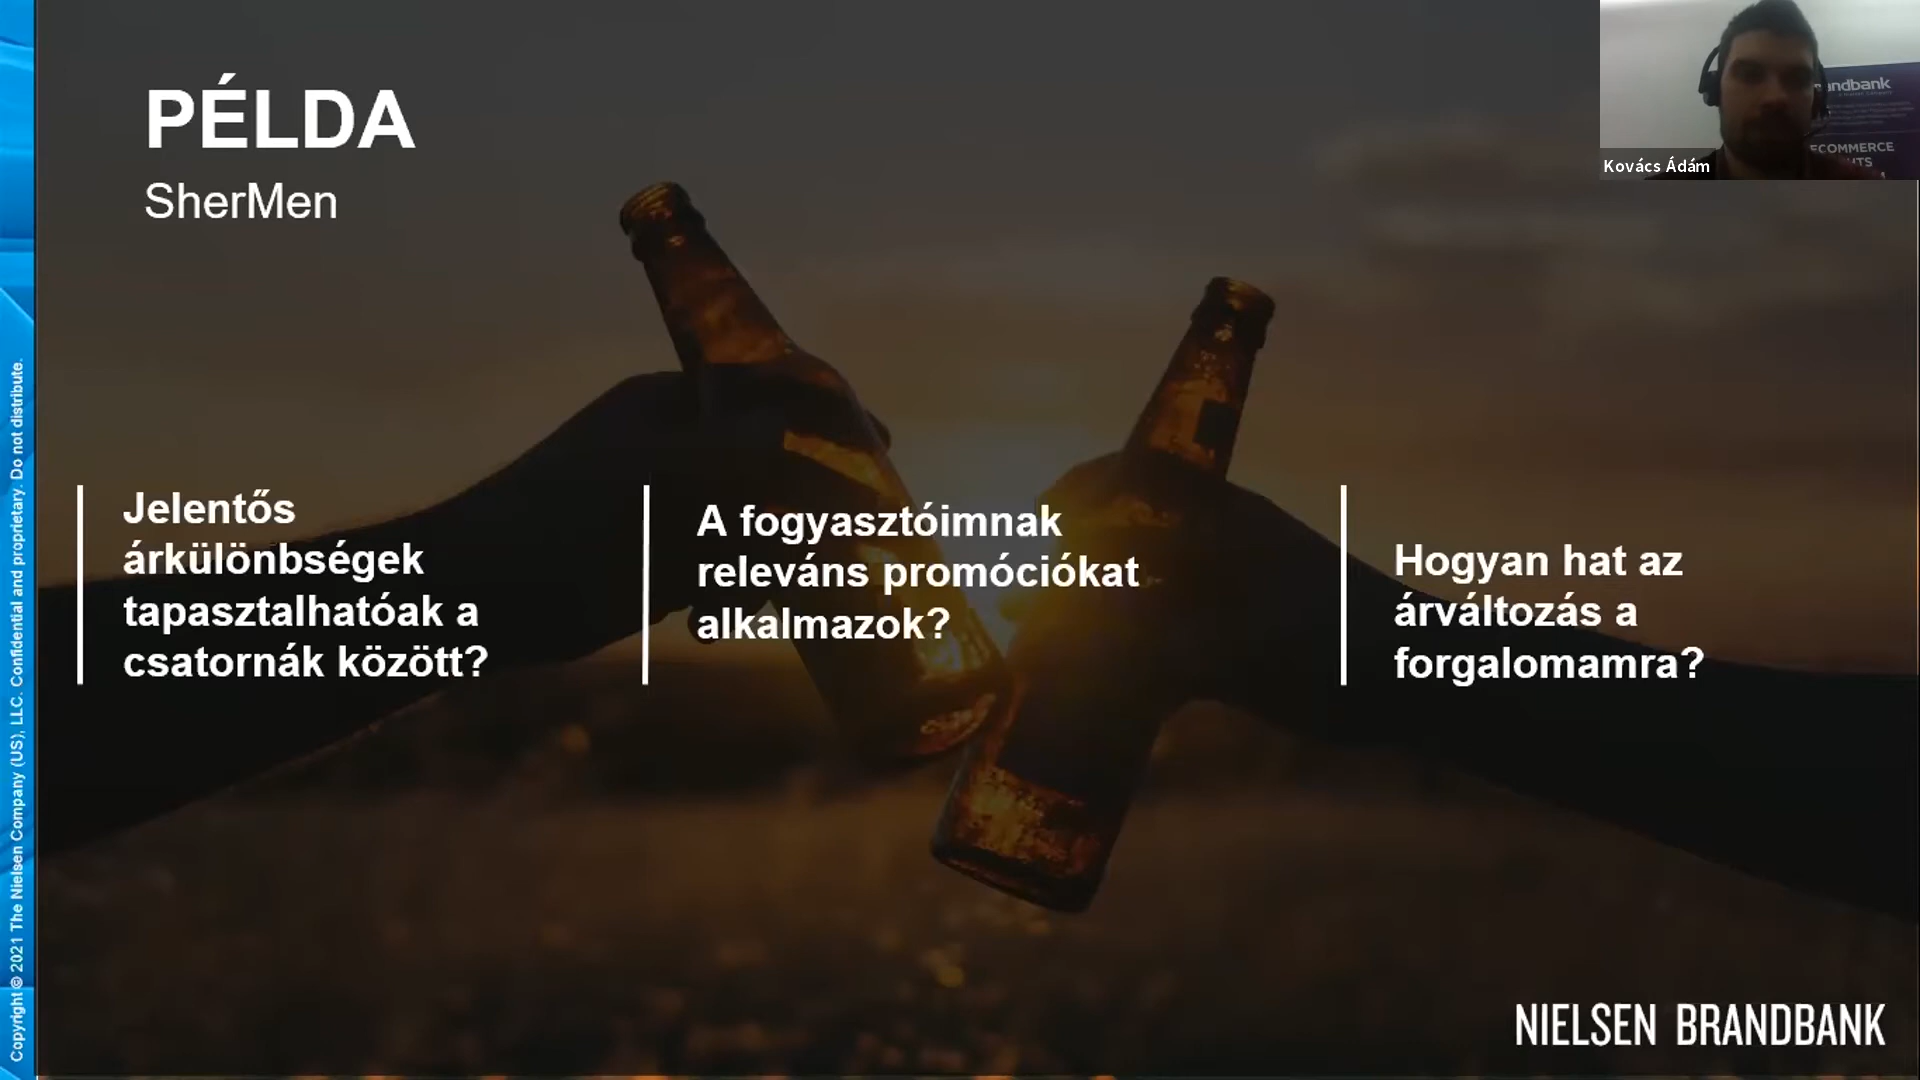 PÉLDA
SherMen
Jelentős
árkülönbségek
tapasztalhatóak a
csatornák között?
A fogyasztóimnak
releváns promóciókat
alkalmazok?
Hogyan hat az
árváltozás a
forgalomamra?
NIELSEN BRANDBANK
Copyright © 2021 The Nielsen Company (US), LLC. Confidential and proprietary. Do not distribute.
Kovács Ádám
ECOMMERCE